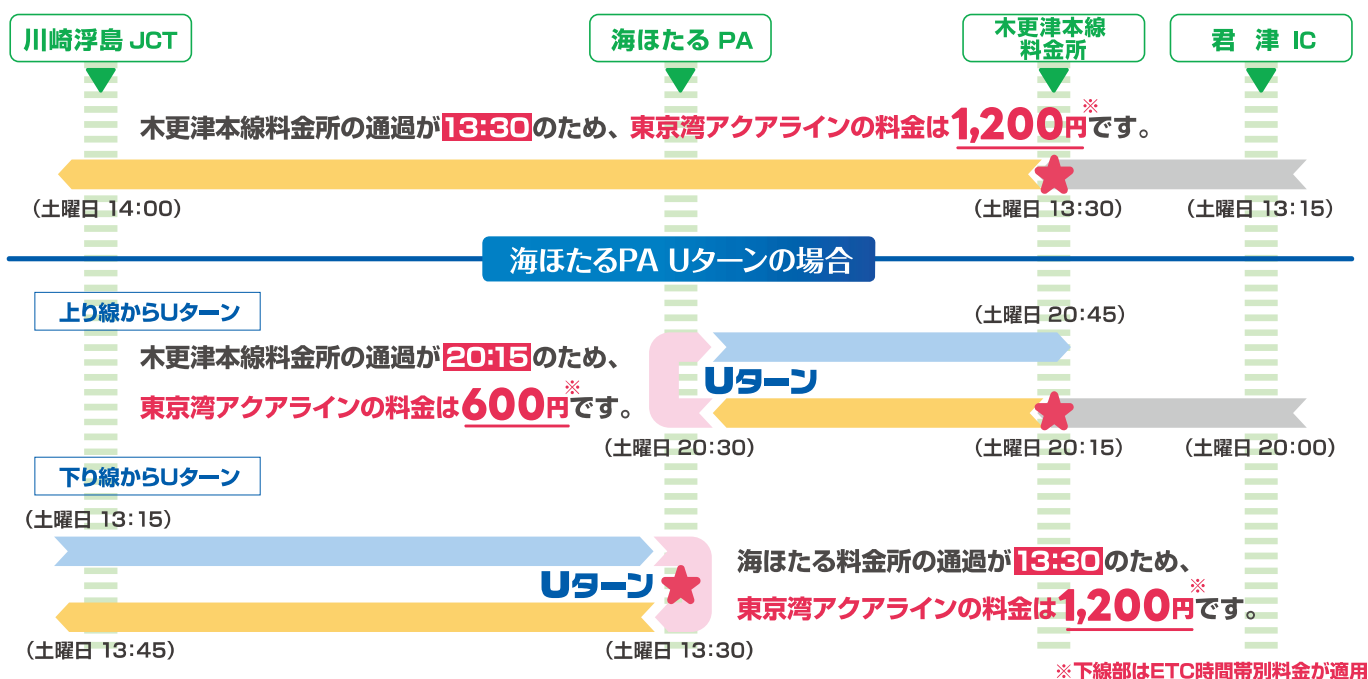 川崎浮島 JCT
海ほたる PA
木更津本線
料金所
君 津 IC
木更津本線料金所の通過が13:30のため、東京湾アクアラインの料金は1,200円※です。
(土曜日 14:00)
(土曜日 13:30)
(土曜日 13:15)
海ほたるPA Uターンの場合
上り線からUターン
(土曜日 20:45)
木更津本線料金所の通過が20:15のため、
東京湾アクアラインの料金は600円※です。
Uターン
(土曜日 20:30)
(土曜日 20:15)
(土曜日 20:00)
下り線からUターン
(土曜日 13:15)
Uターン
海ほたる料金所の通過が13:30のため、
東京湾アクアラインの料金は1,200円※です。
(土曜日 13:45)
(土曜日 13:30)
※下線部はETC時間帯別料金が適用